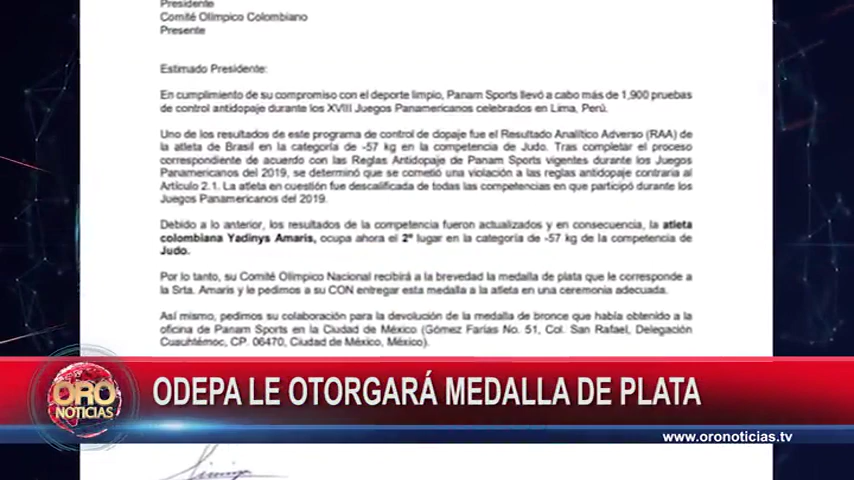 Presidente
Comité Olímpico Colombiano
Presente
Estimado Presidente:
En cumplimiento de su compromiso con el deporte limpio, Panam Sports llevó a cabo más de 1,900 pruebas
de control antidopaje durante los XVIII Juegos Panamericanos celebrados en Lima, Perú.
Uno de los resultados de este programa de control de dopaje fue el Resultado Analítico Adverso (RAA) de
la atleta de Brasil en la categoría de -57 kg en la competencia de Judo. Tras completar el proceso
correspondiente de acuerdo con las Reglas Antidopaje de Panam Sports vigentes durante los Juegos
Panamericanos del 2019, se determinó que se cometió una violación a las reglas antidopaje contraria al
Artículo 2.1. La atleta en cuestión fue descalificada de todas las competencias en que participó durante los
Juegos Panamericanos del 2019.
Debido a lo anterior, los resultados de la competencia fueron actualizados y en consecuencia, la atleta
colombiana Yadinys Amaris, ocupa ahora el 2º lugar en la categoría de -57 kg de la competencia de
Judo.
Por lo tanto, su Comité Olímpico Nacional recibirá a la brevedad la medalla de plata que le corresponde a
la Srta. Amaris y le pedimos a su CON entregar esta medalla a la atleta en una ceremonia adecuada.
Así mismo, pedimos su colaboración para la devolución de la medalla de bronce que había obtenido a la
oficina de Panam Sports en la Ciudad de México (Gómez Farías No. 51, Col. San Rafael, Delegación
Cuauhtémoc, CP. 06470, Ciudad de México, México).
ORO
NOTICIAS
ODEPA LE OTORGARÁ MEDALLA DE PLATA
www.oronoticias.tv